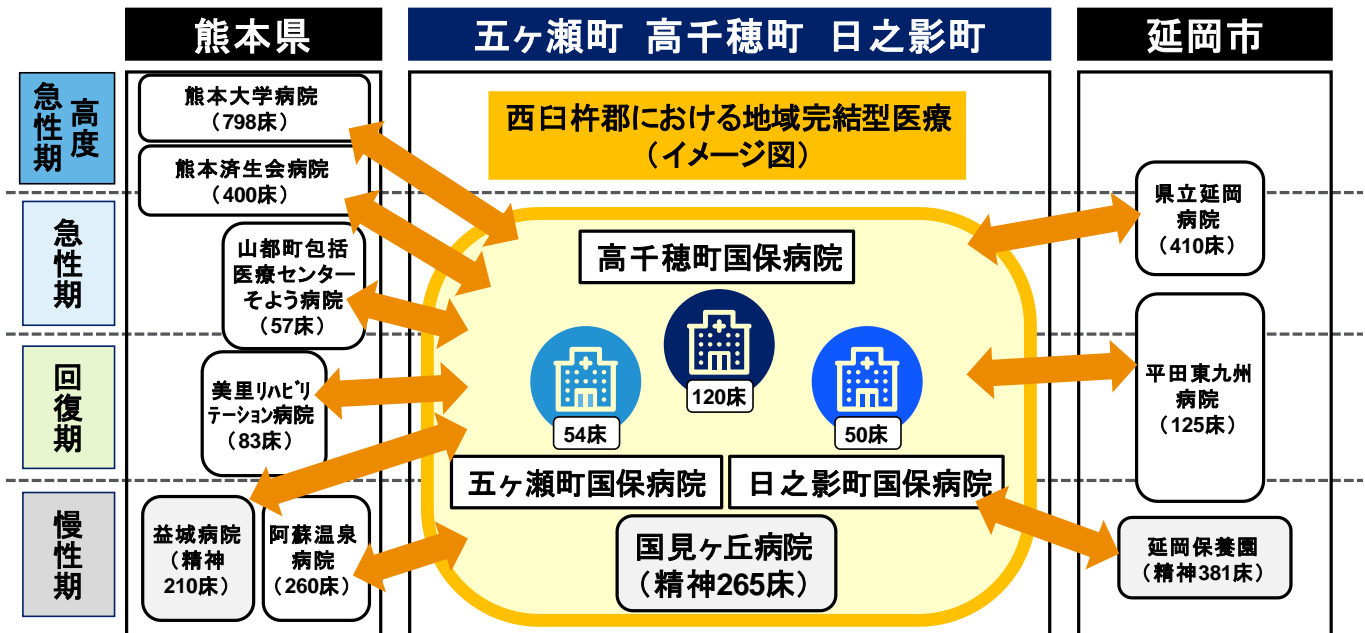 熊本県
五ヶ瀬町 高千穂町 日之影町
延岡市
高度
急性期
急性期
回復期
慢性期
熊本大学病院
（798床）
熊本済生会病院
（400床）
山都町包括
医療センター
そよう病院
（57床）
美里ﾘﾊﾋﾞﾘ
ﾃｰｼｮﾝ病院
（83床）
益城病院
（精神
210床）
阿蘇温泉
病院
（260床）
西臼杵郡における地域完結型医療
（イメージ図）
高千穂町国保病院
120床
54床
50床
五ヶ瀬町国保病院
日之影町国保病院
国見ヶ丘病院
（精神265床）
県立延岡
病院
（410床）
平田東九州
病院
（125床）
延岡保養園
（精神381床）